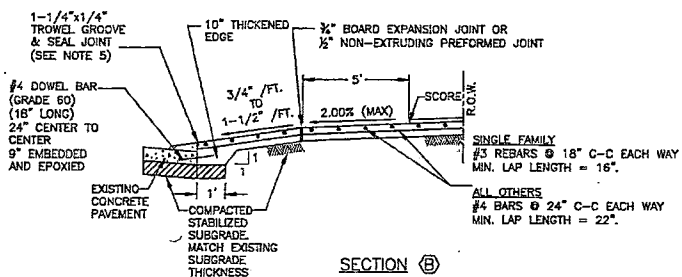 1-1/4"x1/4"
TROWEL GROOVE
& SEAL JOINT
(SEE NOTE 5)
10" THICKENED
EDGE
3/4" BOARD EXPANSION JOINT OR
1/2" NON-EXTRUDING PREFORMED JOINT
5'
SCORE
R.O.W.
#4 DOWEL BAR
(GRADE 60)
(16" LONG)
24" CENTER TO
CENTER
9" EMBEDDED
AND EPOXIED
3/4" /FT.
TO
1-1/2" /FT.
2.00% (MAX)
1
1
SINGLE FAMILY
#3 REBARS @ 18" C-C EACH WAY
MIN. LAP LENGTH = 16".
ALL OTHERS
#4 BARS @ 24" C-C EACH WAY
MIN. LAP LENGTH = 22".
EXISTING
CONCRETE
PAVEMENT
1'
COMPACTED
STABILIZED
SUBGRADE.
MATCH EXISTING
SUBGRADE
THICKNESS
SECTION B